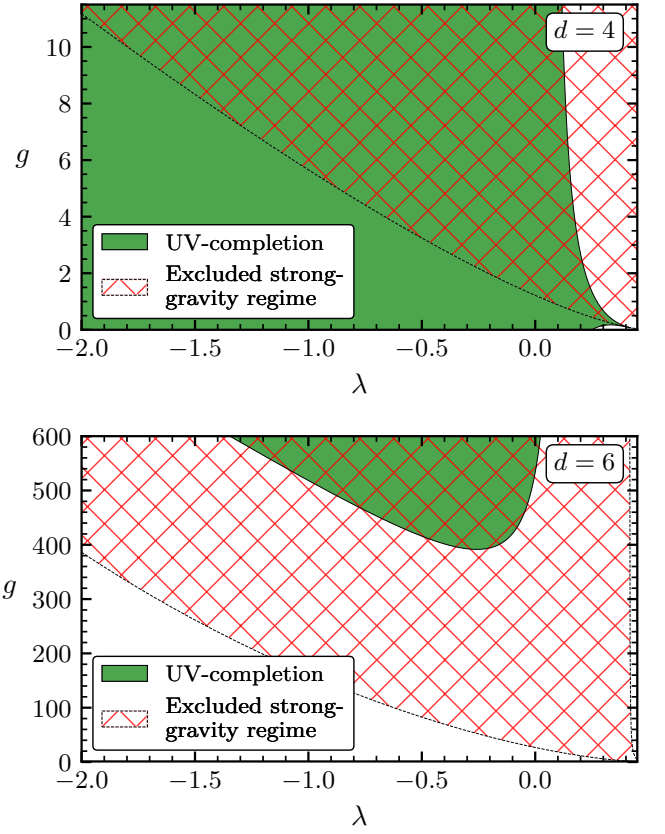 d = 4
10
8
6
g
4
2
0
UV-completion
Excluded strong-
gravity regime
−2.0 −1.5 −1.0 −0.5 0.0
λ
d = 6
600
500
400
300
g
200
100
0
UV-completion
Excluded strong-
gravity regime
−2.0 −1.5 −1.0 −0.5 0.0
λ